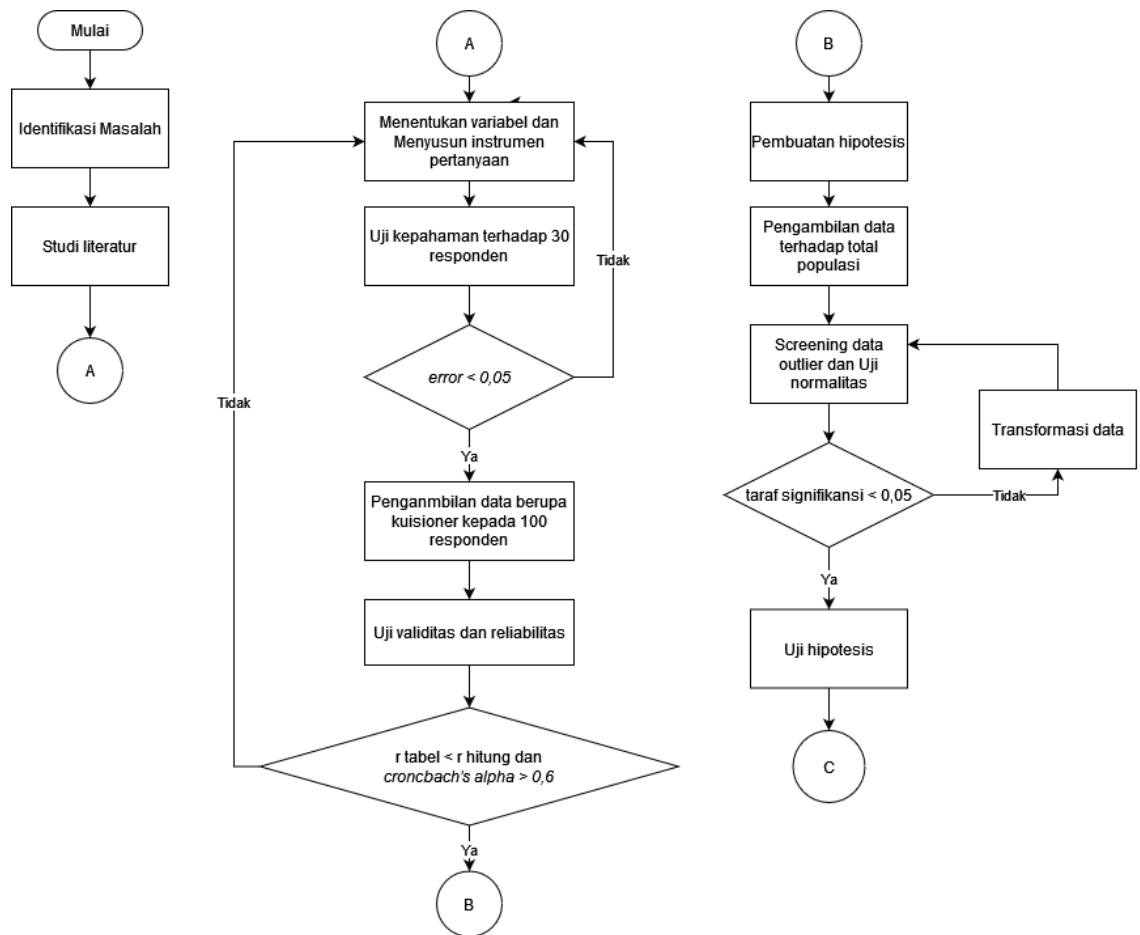 Mulai
Identifikasi Masalah
Studi literatur
A
A
Menentukan variabel dan
Menyusun instrumen
pertanyaan
Uji kepahaman terhadap 30
responden
Tidak
error < 0,05
Tidak
Ya
Penganmbilan data berupa
kuisioner kepada 100
responden
Uji validitas dan reliabilitas
r tabel < r hitung dan
croncbach's alpha > 0,6
Ya
B
B
Pembuatan hipotesis
Pengambilan data
terhadap total
populasi
Screening data
outlier dan Uji
normalitas
Transformasi data
taraf signifikansi < 0,05
Tidak
Ya
Uji hipotesis
C